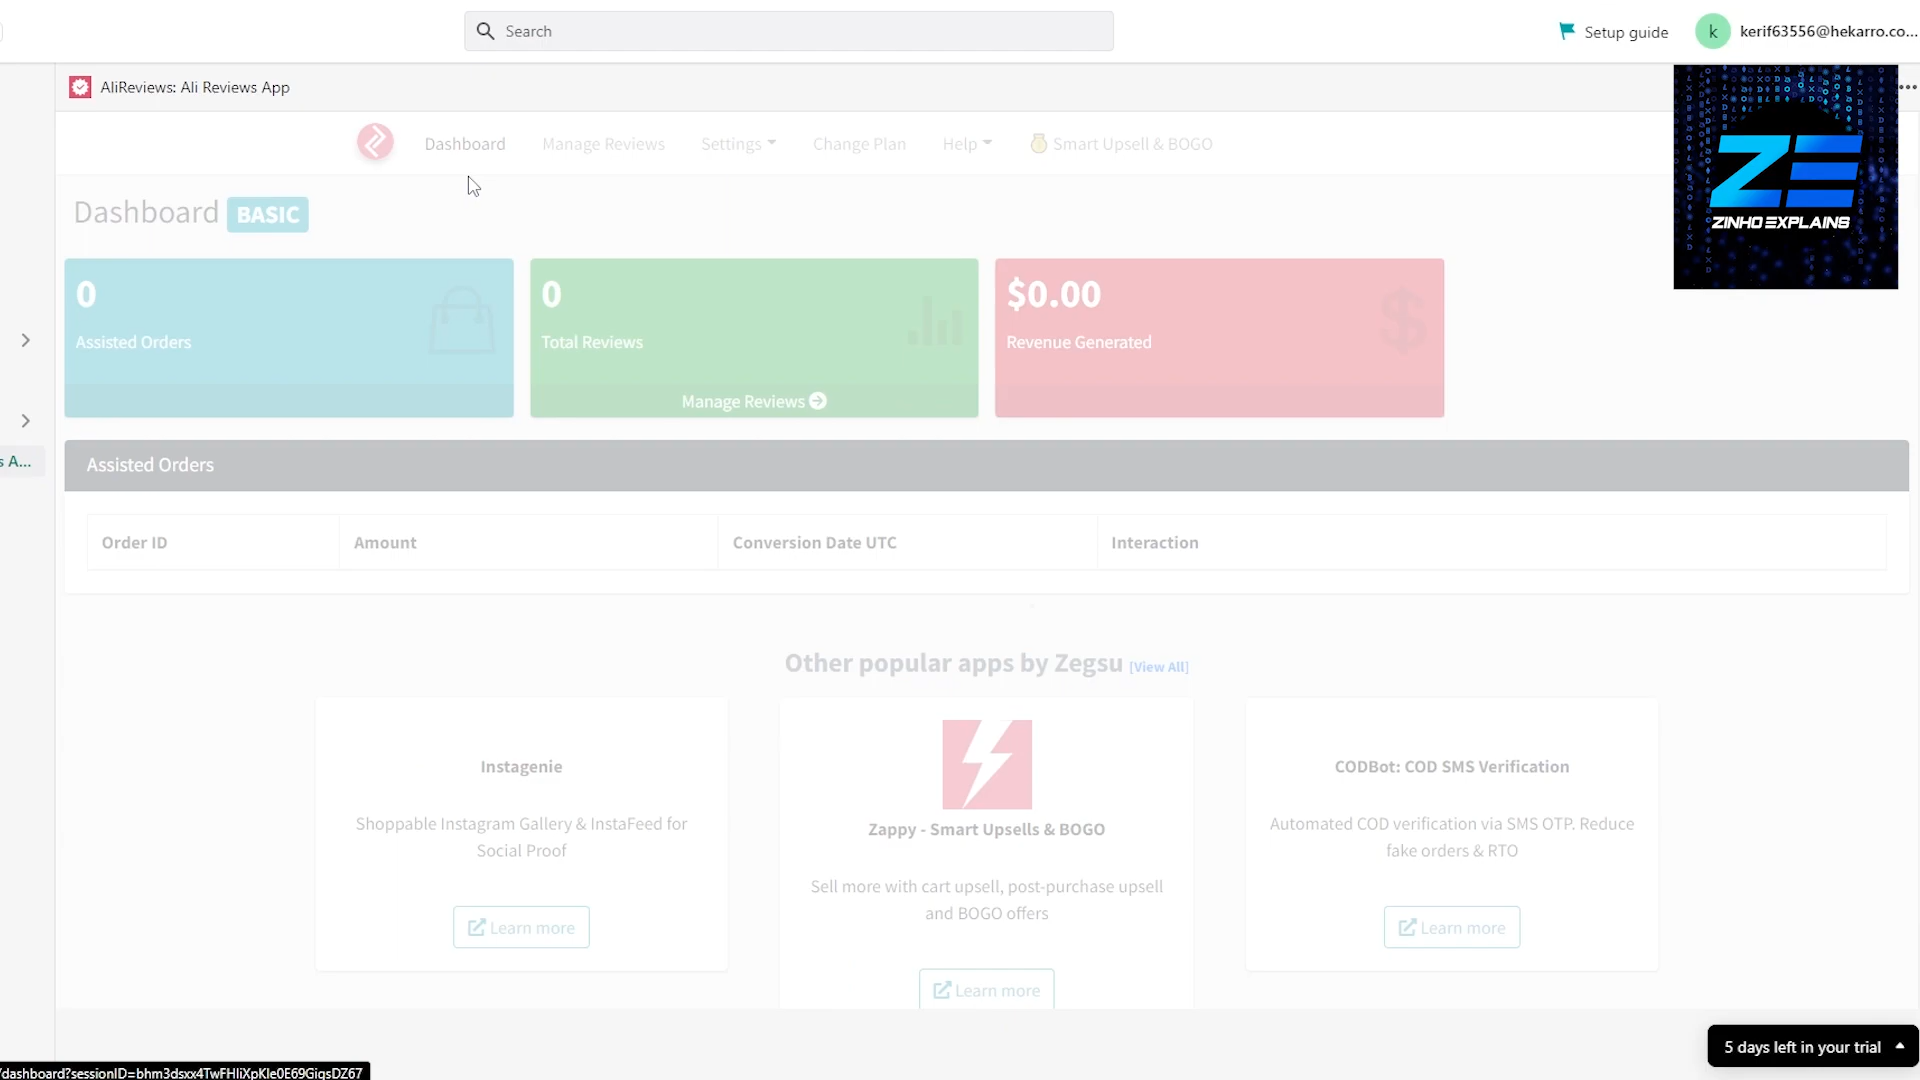 Search
Setup guide
k
kerif63556@hekarro.co...
AliReviews: Ali Reviews App
Dashboard
Manage Reviews
Settings
Change Plan
Help
Smart Upsell & BOGO
ZE
ZINHO EXPLAINS
Dashboard BASIC
0
Assisted Orders
0
Total Reviews
Manage Reviews
$0.00
Revenue Generated
s A...
Assisted Orders
Order ID
Amount
Conversion Date UTC
Interaction
Other popular apps by Zegsu [View All]
Instagenie
Shoppable Instagram Gallery & InstaFeed for
Social Proof
Learn more
Zappy - Smart Upsells & BOGO
Sell more with cart upsell, post-purchase upsell
and BOGO offers
Learn more
CODBot: COD SMS Verification
Automated COD verification via SMS OTP. Reduce
fake orders & RTO
Learn more
5 days left in your trial